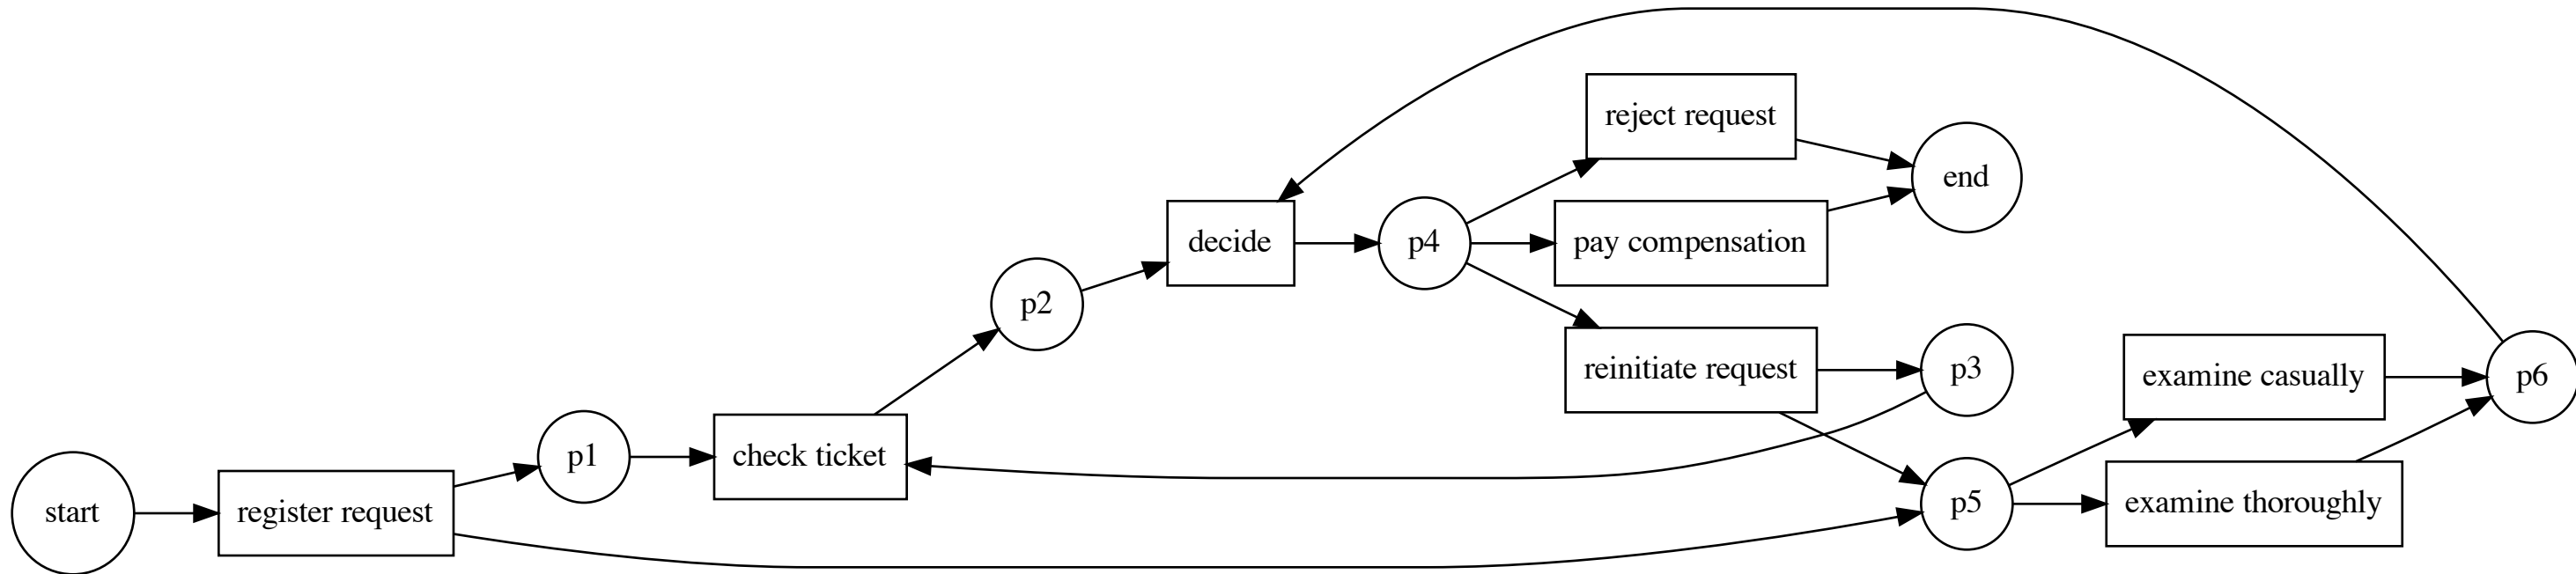 start
register request
p1
check ticket
p2
decide
p4
reject request
pay compensation
reinitiate request
end
p3
p5
examine casually
examine thoroughly
p6